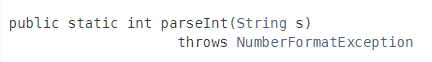 public static int parseInt(String s)
throws NumberFormatException